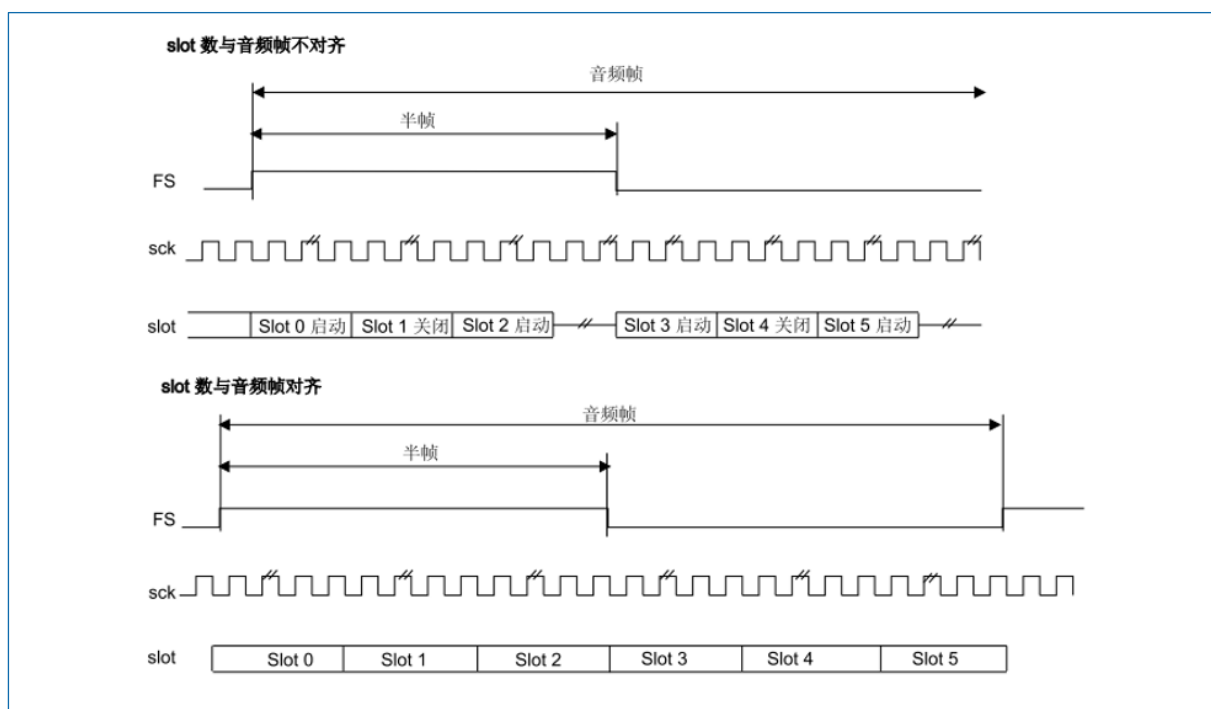 slot 数与音频帧不对齐
音频帧
半帧
FS
sck
slot Slot 0 启动 Slot 1 关闭 Slot 2 启动 Slot 3 启动 Slot 4 关闭 Slot 5 启动
slot 数与音频帧对齐
音频帧
半帧
FS
sck
slot Slot 0 Slot 1 Slot 2 Slot 3 Slot 4 Slot 5